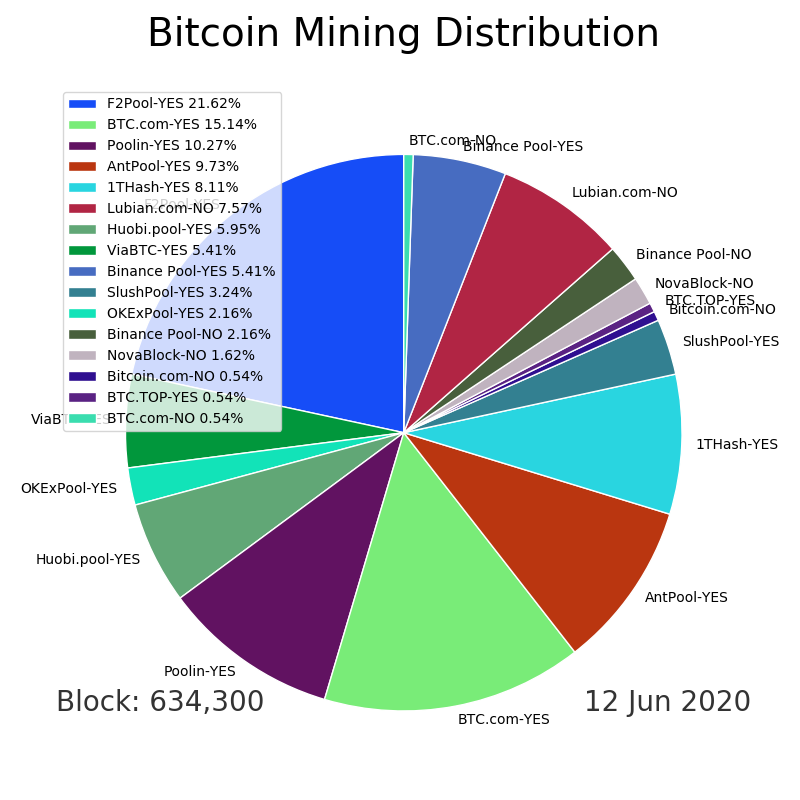 Bitcoin Mining Distribution
F2Pool-YES 21.62%
BTC.com-YES 15.14%
Poolin-YES 10.27%
AntPool-YES 9.73%
1THash-YES 8.11%
Lubian.com-NO 7.57%
Huobi.pool-YES 5.95%
ViaBTC-YES 5.41%
Binance Pool-YES 5.41%
SlushPool-YES 3.24%
OKExPool-YES 2.16%
Binance Pool-NO 2.16%
NovaBlock-NO 1.62%
Bitcoin.com-NO 0.54%
BTC.TOP-YES 0.54%
BTC.com-NO 0.54%
BTC.com-NO
Binance Pool-YES
Lubian.com-NO
Binance Pool-NO
NovaBlock-NO
BTC.TOP-YES
Bitcoin.com-NO
SlushPool-YES
1THash-YES
AntPool-YES
BTC.com-YES
Poolin-YES
Huobi.pool-YES
OKExPool-YES
ViaBTC-YES
F2Pool-YES
Block: 634,300
12 Jun 2020